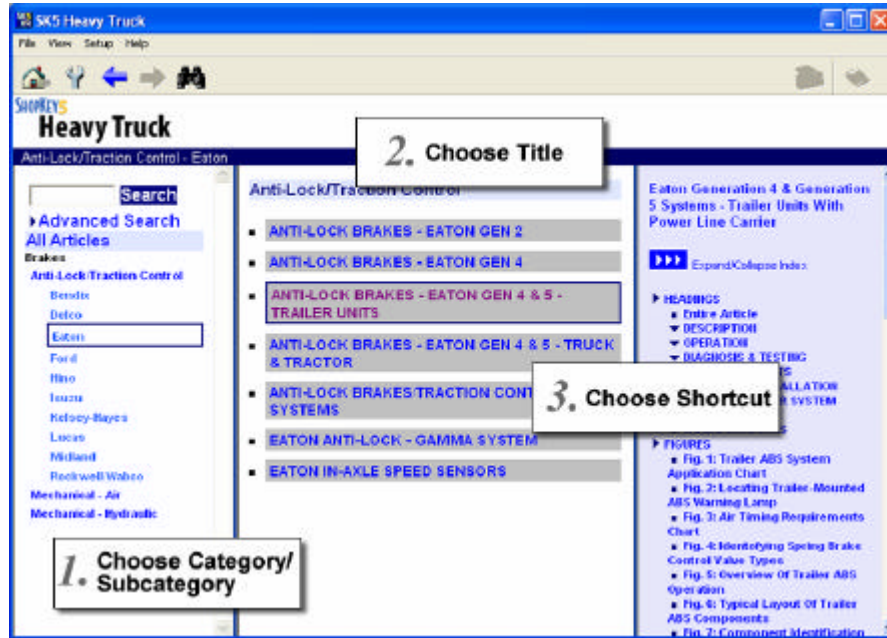 SK5 Heavy Truck
File View Setup Help
SHOPKEY5
Heavy Truck
Anti-Lock/Traction Control - Eaton
2. Choose Title
Search
Advanced Search
All Articles
Brakes
Anti-Lock/Traction Control
Bendix
Delco
Eaton
Ford
Hino
Isuzu
Kelsey-Hayes
Lucas
Midland
Rockwell Wabco
Mechanical - Air
Mechanical - Hydraulic
1. Choose Category/
Subcategory
Anti-Lock/Traction Control
ANTI-LOCK BRAKES - EATON GEN 2
ANTI-LOCK BRAKES - EATON GEN 4
ANTI-LOCK BRAKES - EATON GEN 4 & 5 -
TRAILER UNITS
ANTI-LOCK BRAKES - EATON GEN 4 & 5 - TRUCK
& TRACTOR
ANTI-LOCK BRAKES/TRACTION CONT
SYSTEMS
EATON ANTI-LOCK - GAMMA SYSTEM
EATON IN-AXLE SPEED SENSORS
3. Choose Shortcut
Eaton Generation 4 & Generation
5 Systems - Trailer Units With
Power Line Carrier
Expand/Collapse Index
HEADINGS
Entire Article
DESCRIPTION
OPERATION
DIAGNOSIS & TESTING
ALLATION
SYSTEM
FIGURES
Fig. 1: Trailer ABS System
Application Chart
Fig. 2: Locating Trailer-Mounted
ABS Warning Lamp
Fig. 3: Air Timing Requirements
Chart
Fig. 4: Identifying Spring Brake
Control Valve Types
Fig. 5: Overview Of Trailer ABS
Operation
Fig. 6: Typical Layout Of Trailer
ABS Components
Fig. 7: Component Identification